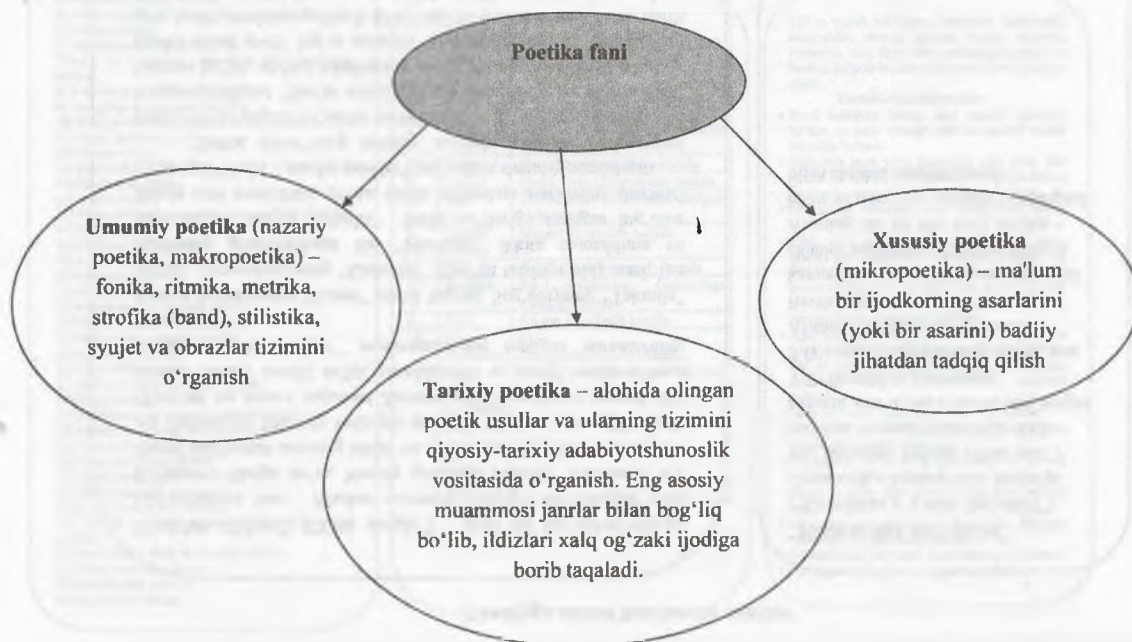 Poetika fani
Umumiy poetika (nazariy
poetika, makropoetika) –
fonika, ritmika, metrika,
strofika (band), stilistika,
syujet va obrazlar tizimini
o‘rganish
Tarixiy poetika – alohida olingan
poetik usullar va ularning tizimini
qiyosiy-tarixiy adabiyotshunoslik
vositasida o‘rganish. Eng asosiy
muammosi janrlar bilan bog‘liq
bo‘lib, ildizlari xalq og‘zaki ijodiga
borib taqaladi.
Xususiy poetika
(mikropoetika) – ma'lum
bir ijodkorning asarlarini
(yoki bir asarini) badiiy
jihatdan tadqiq qilish